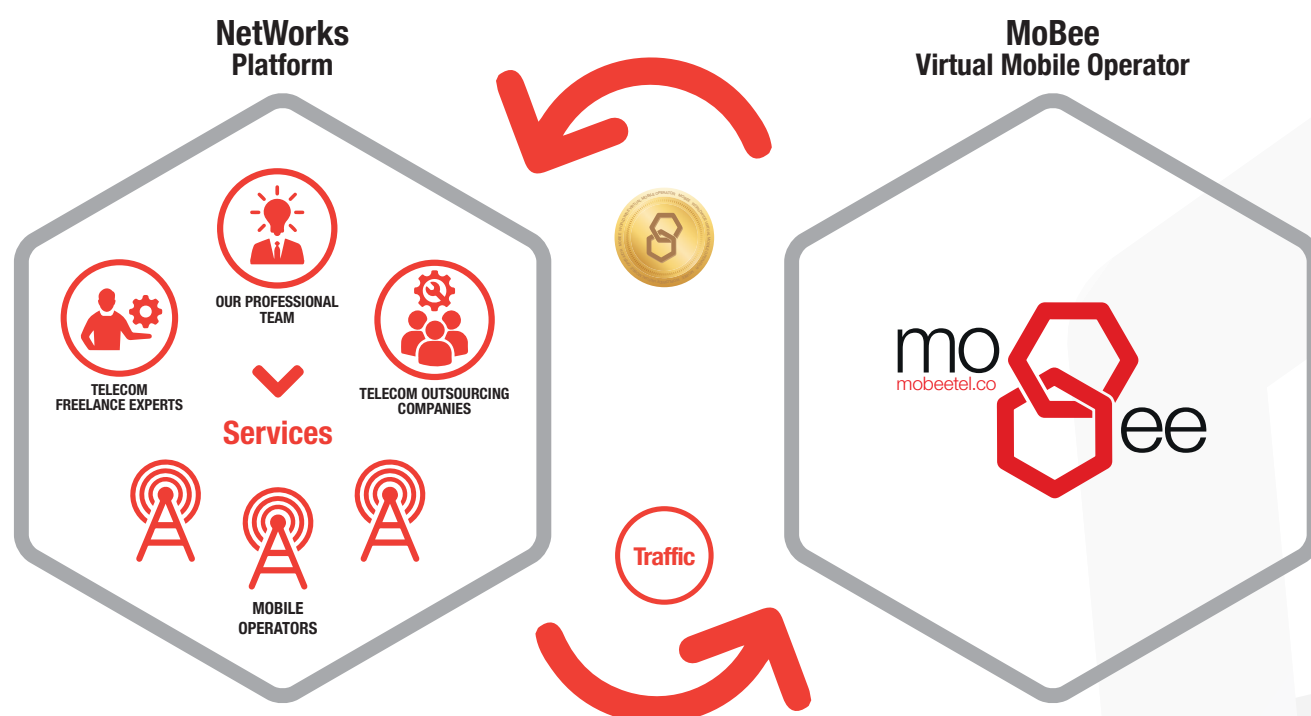 NetWorks
Platform
MoBee
Virtual Mobile Operator
OUR PROFESSIONAL
TEAM
TELECOM
FREELANCE EXPERTS
TELECOM OUTSOURCING
COMPANIES
Services
MOBILE
OPERATORS
Traffic
mo
mobeetel.co
ee